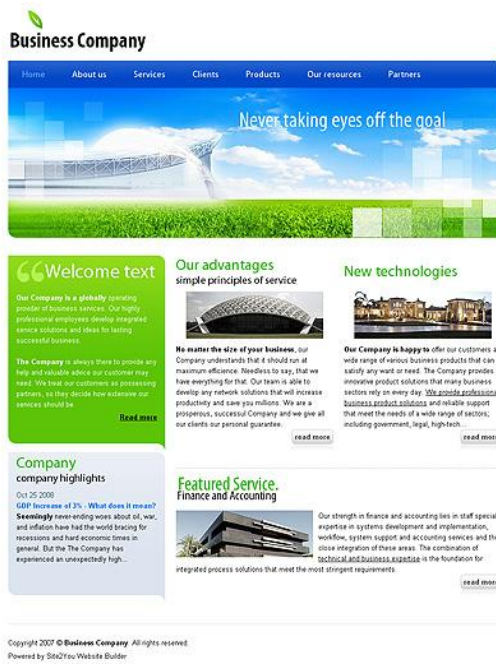 Business Company
Home About us Services Clients Products Our resources Partners
Never taking eyes off the goal
Welcome text
Our Company is a globally operating
provider of business services. Our highly
professional employees develop integrated
service solutions and ideas for lasting
successful business.
The Company is always there to provide any
help and valuable advice our customer may
need. We treat our customers as possessing
partners, so they decide how extensive our
services should be
Read more
Our advantages
simple principles of service
No matter the size of your business, our
Company understands that it should run at
maximum efficience. Needless to say, that we
have everything for that. Our team is able to
develop any network solutions that will increase
productivity and save you millions. We are a
prosperous, successul Company and we give all
our clients our personal guarantee.
read more
New technologies
Our Company is happy to offer our customers a
wide range of various business products that can
satisfy any want or need. The Company provides
innovative product solutions that many business
sectors rely on every day. We provide professional
business product solutions and reliable support
that meet the needs of a wide range of sectors;
including government, legal, high-tech...
read more
Company
company highlights
Oct 25 2008
GDP Increase of 3% - What does it mean?
Seemingly never-ending woes about oil, war,
and inflation have had the world bracing for
recessions and hard economic times in
general. But the The Company has
experienced an unexpectedly high...
Featured Service.
Finance and Accounting
Our strength in finance and accounting lies in staff special
expertise in systems development and implementation,
workflow, system support and accounting services and the
close integration of these areas. The combination of
technical and business expertise is the foundation for
integrated process solutions that meet the most stringent requirements.
read more
Copyright 2007 © Business Company. All rights reserved.
Powered by Site2You Website Builder